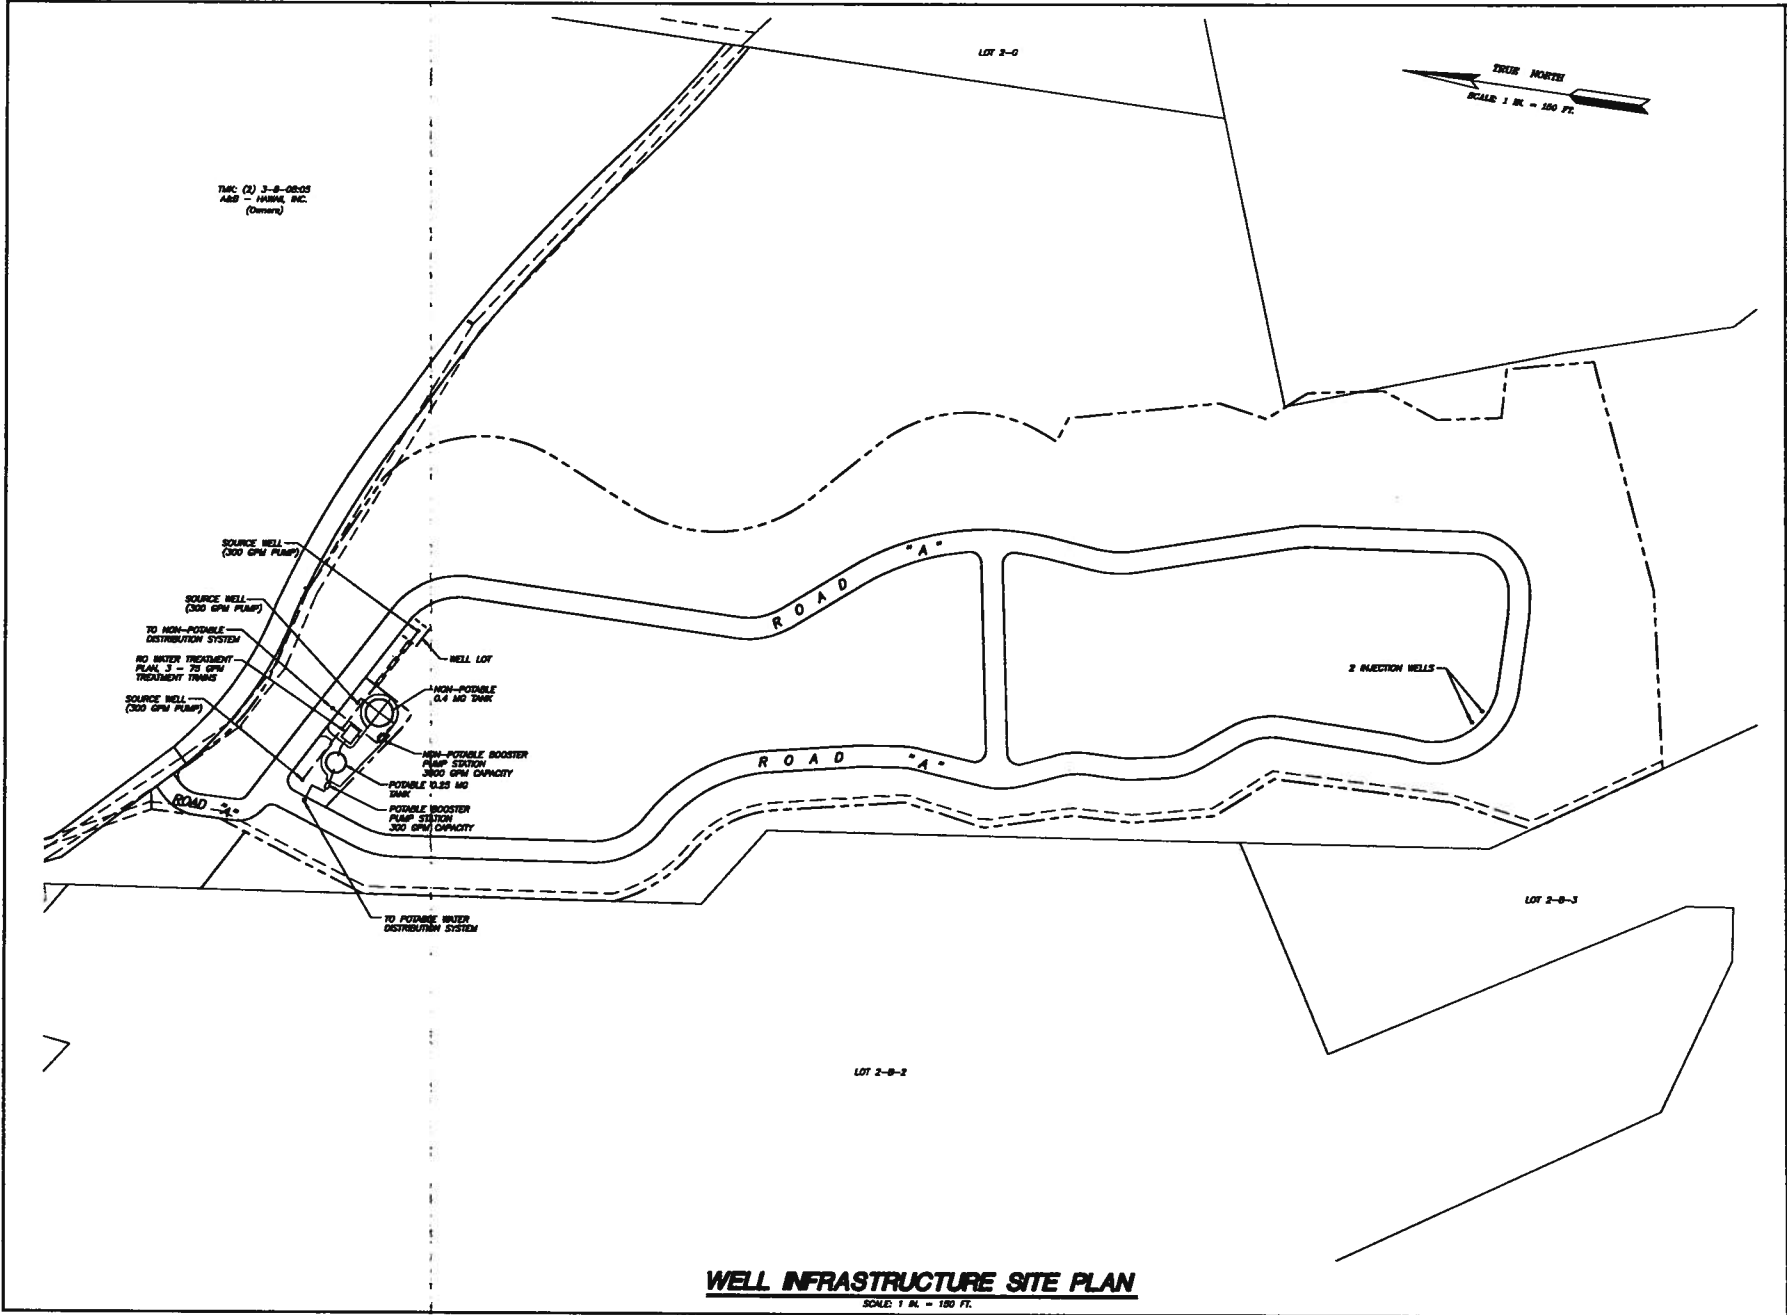 LOT 2-G
TRUE NORTH
SCALE: 1 IN. = 150 FT.
TMK: (2) 3-8-08:05
A&B - HAWAII, INC.
(Owners)
SOURCE WELL
(300 GPM PUMP)
SOURCE WELL
(300 GPM PUMP)
TO NON-POTABLE
DISTRIBUTION SYSTEM
RO WATER TREATMENT
PLAN, 3 - 75 GPM
TREATMENT TRAINS
SOURCE WELL
(300 GPM PUMP)
WELL LOT
NON-POTABLE
0.4 MG TANK
NON-POTABLE BOOSTER
PUMP STATION
GPM CAPACITY
POTABLE 0.25 MG
TANK
POTABLE BOOSTER
PUMP STATION
300 GPM CAPACITY
TO POTABLE WATER
DISTRIBUTION SYSTEM
ROAD "A"
ROAD "A"
ROAD "A"
2 INJECTION WELLS
LOT 2-B-3
LOT 2-B-2
WELL INFRASTRUCTURE SITE PLAN
SCALE: 1 IN. = 150 FT.